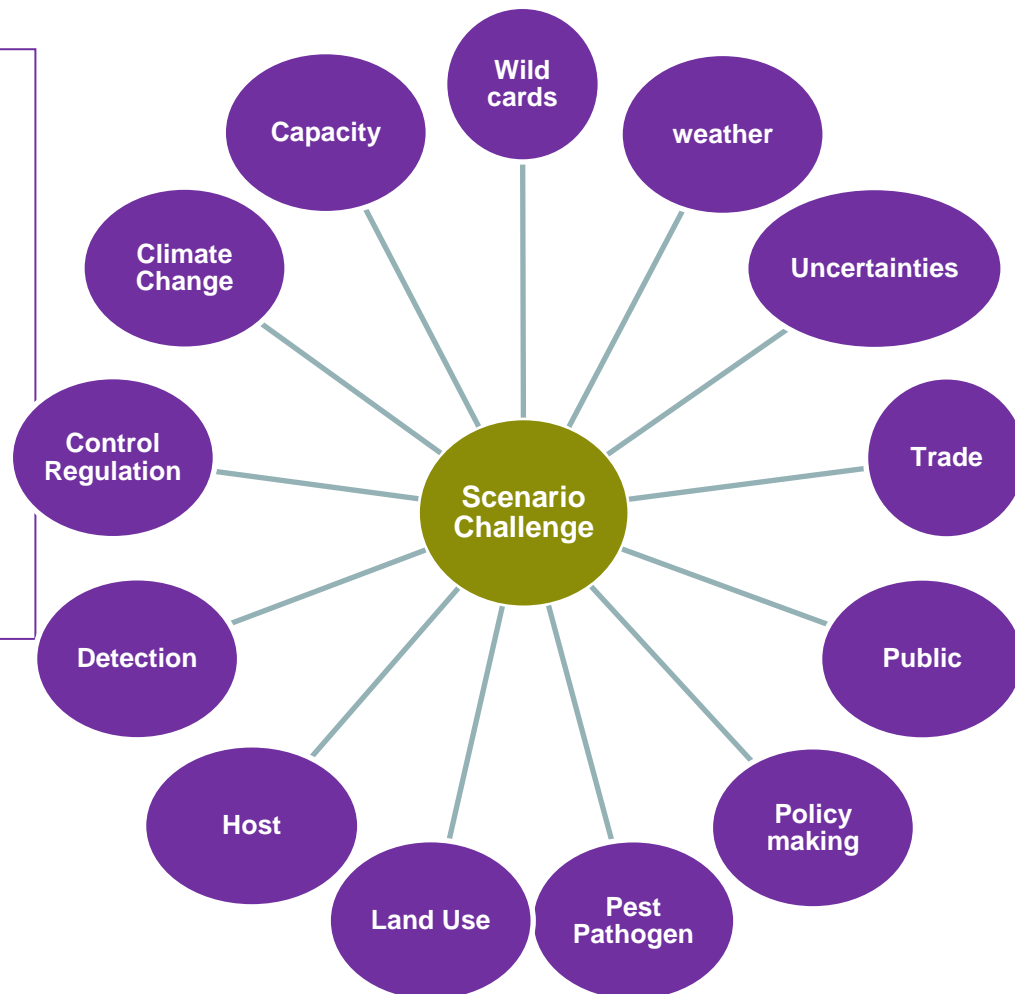 Wild
cards
weather
Uncertainties
Trade
Public
Policy
making
Pest
Pathogen
Land Use
Host
Detection
Control
Regulation
Climate
Change
Capacity
Scenario
Challenge